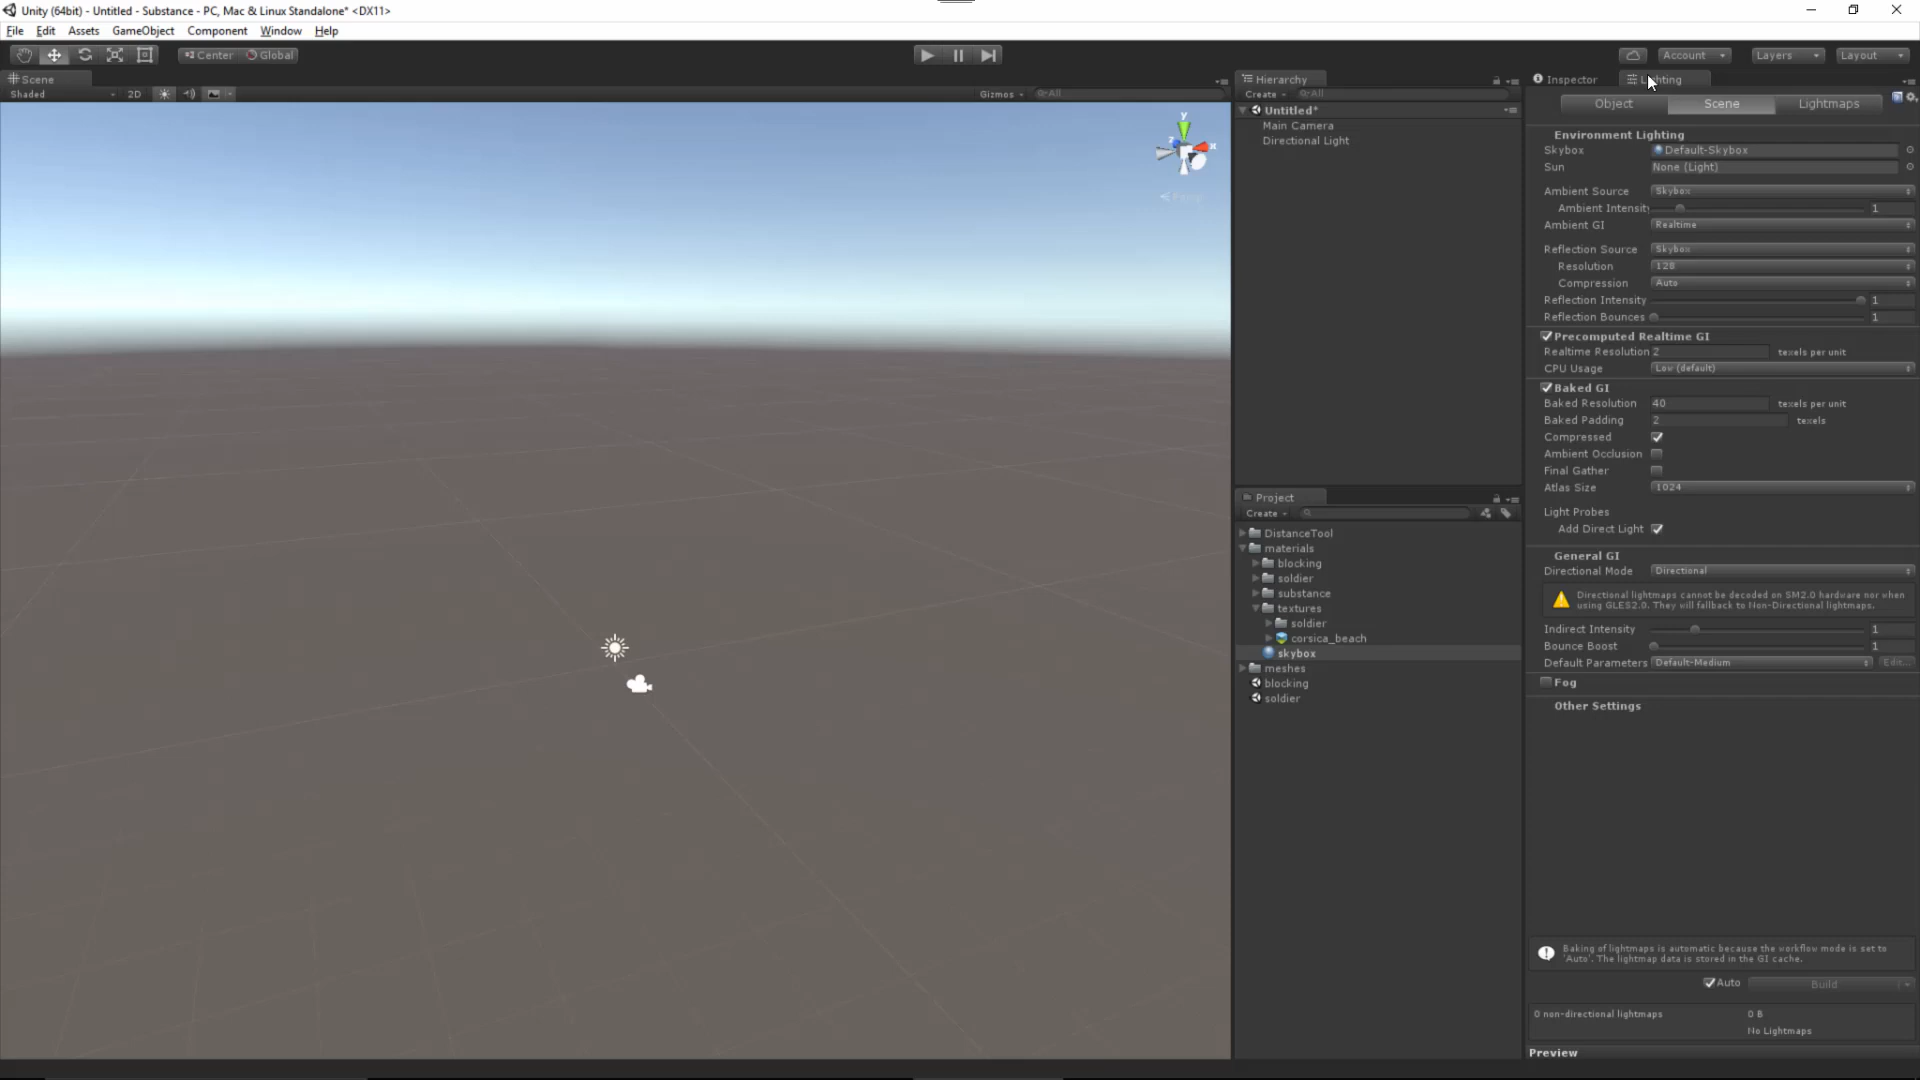 Unity (64bit) - Untitled - Substance - PC, Mac & Linux Standalone* <DX11>
File Edit Assets GameObject Component Window Help
Center Global
Account Layers Layout
Scene
Shaded 2D Gizmos All
y
x
z
Hierarchy
Create All
Untitled*
Main Camera
Directional Light
Project
Create
DistanceTool
materials
blocking
soldier
substance
textures
soldier
corsica_beach
skybox
meshes
blocking
soldier
Inspector
Object Scene Lightmaps
Environment Lighting
Skybox Default-Skybox
Sun None (Light)
Ambient Source Skybox
Ambient Intensity 1
Ambient GI Realtime
Reflection Source Skybox
Resolution 128
Compression Auto
Reflection Intensity 1
Reflection Bounces 1
Precomputed Realtime GI
Realtime Resolution 2 texels per unit
CPU Usage Low (default)
Baked GI
Baked Resolution 40 texels per unit
Baked Padding 2 texels
Compressed
Ambient Occlusion
Final Gather
Atlas Size 1024
Light Probes
Add Direct Light
General GI
Directional Mode Directional
Directional lightmaps cannot be decoded on SM2.0 hardware nor when
using GLES2.0. They will fallback to Non-Directional lightmaps.
Indirect Intensity 1
Bounce Boost 1
Default Parameters Default-Medium Edit...
Fog
Other Settings
Baking of lightmaps is automatic because the workflow mode is set to
'Auto'. The lightmap data is stored in the GI cache.
Auto Build
0 non-directional lightmaps 0 B
No Lightmaps
Preview